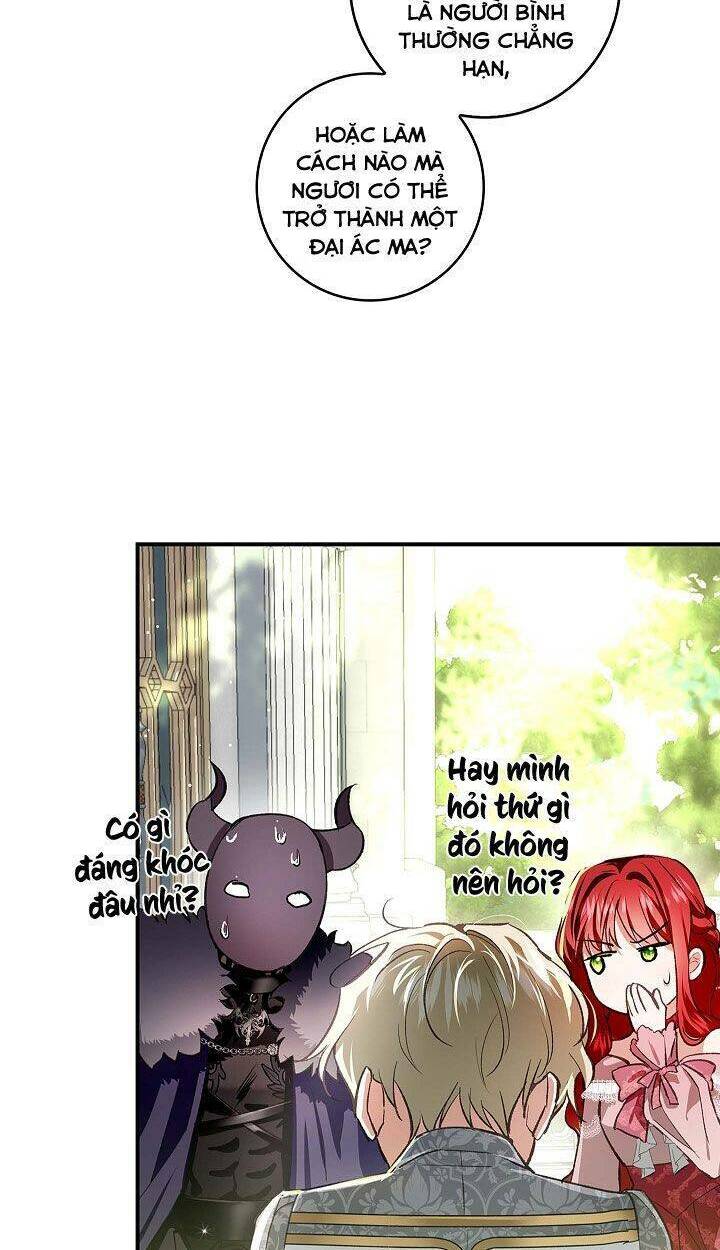 LÀ NGƯỜI BÌNH
THƯỜNG CHẲNG
HẠN,
HOẶC LÀM
CÁCH NÀO MÀ
NGƯƠI CÓ THỂ
TRỞ THÀNH MỘT
ĐẠI ÁC MA?
Hay mình
hỏi thứ gì
đó không
nên hỏi?
Có gì
đáng khóc
đâu nhỉ?